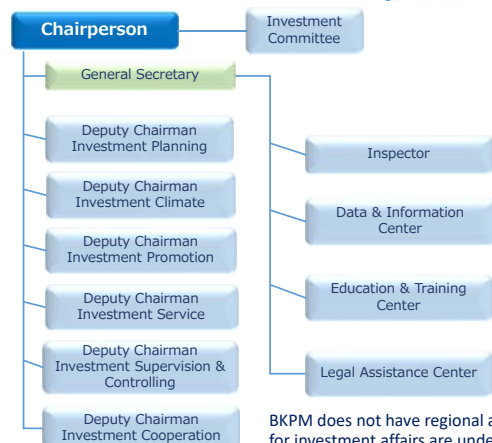 Chairperson
Investment
Committee
General Secretary
Deputy Chairman
Investment Planning
Deputy Chairman
Investment Climate
Deputy Chairman
Investment Promotion
Deputy Chairman
Investment Service
Deputy Chairman
Investment Supervision &
Controlling
Deputy Chairman
Investment Cooperation
Inspector
Data & Information
Center
Education & Training
Center
Legal Assistance Center
BKPM does not have regional a
for investment affairs are unde